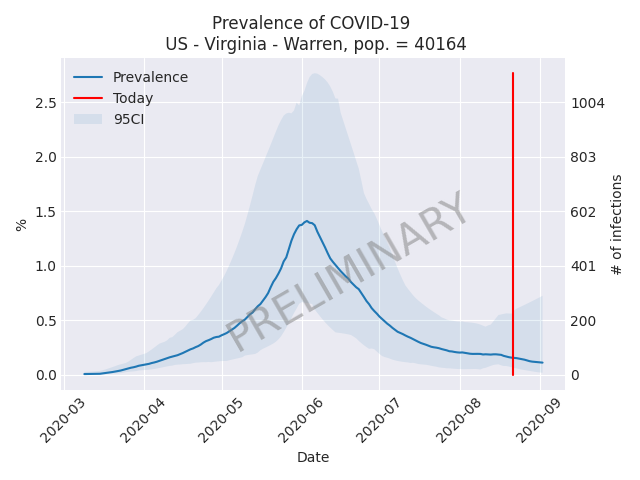 Prevalence of COVID-19
US - Virginia - Warren, pop. = 40164
Prevalence
Today
95CI
2.5
2.0
1.5
1.0
0.5
0.0
%
1004
803
602
401
200
0
# of infections
PRELIMINARY
2020-03
2020-04
2020-05
2020-06
2020-07
2020-08
2020-09
Date